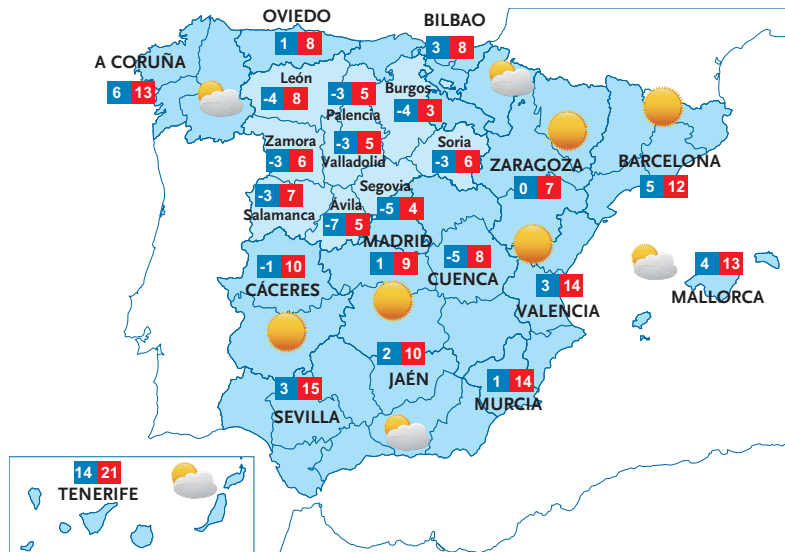 OVIEDO
1 8
BILBAO
3 8
A CORUÑA
6 13
León
-4 8
-3 5
Palencia
Burgos
-4 3
Zamora
-3 6
-3 5
Valladolid
Soria
-3 6
ZARAGOZA
0 7
BARCELONA
5 12
-3 7
Salamanca
Ávila
-7 5
Segovia
-5 4
MADRID
1 9
-5 8
CUENCA
-1 10
CÁCERES
3 14
VALENCIA
4 13
MALLORCA
2 10
JAÉN
3 15
SEVILLA
1 14
MURCIA
14 21
TENERIFE